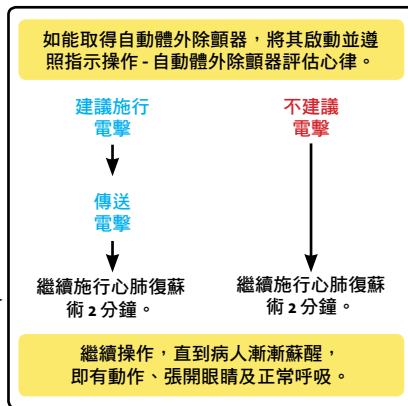 如能取得自動體外除顫器，將其啟動並遵
照指示操作 - 自動體外除顫器評估心律。
建議施行
電擊
不建議
電擊
傳送
電擊
繼續施行心肺復蘇
術 2 分鐘。
繼續施行心肺復蘇
術 2 分鐘。
繼續操作，直到病人漸漸蘇醒，
即有動作、張開眼睛及正常呼吸。